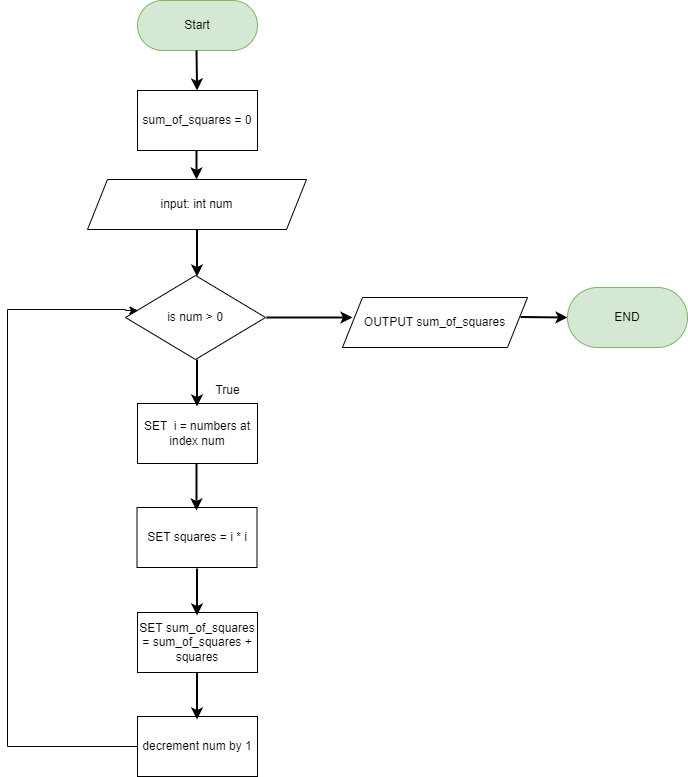 Start
sum_of_squares = 0
input: int num
is num > 0
OUTPUT sum_of_squares
END
True
SET i = numbers at
index num
SET squares = i * i
SET sum_of_squares
= sum_of_squares +
squares
decrement num by 1